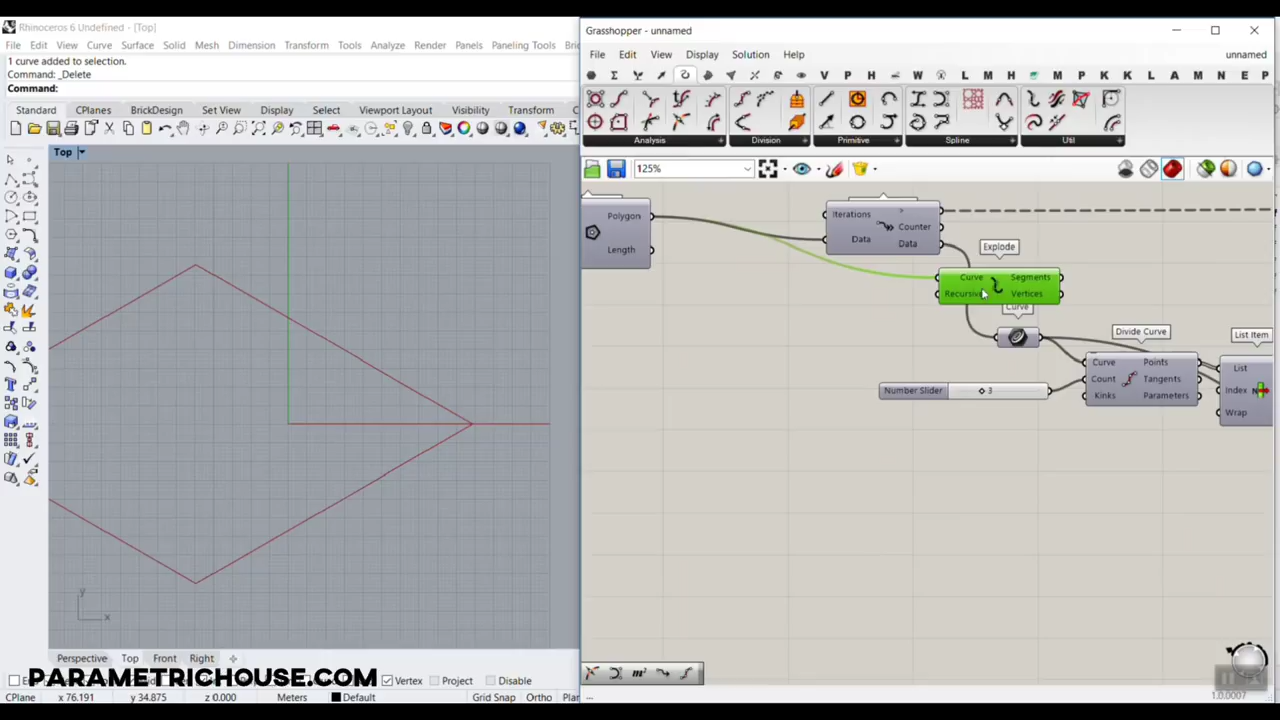 Rhinoceros 6 Undefined - [Top]
File Edit View Curve Surface Solid Mesh Dimension Transform Tools Analyze Render Panels Paneling Tools
1 curve added to selection.
Command: _Delete
Command:
Standard CPlanes BrickDesign Set View Display Select Viewport Layout Visibility Transform
Top
y
x
Perspective Top Front Right
PARAMETRICHOUSE.COM
Vertex Project Disable
CPlane x 76.191 y 34.875 z 0.000 Meters Default Grid Snap Ortho
Grasshopper - unnamed
File Edit View Display Solution Help unnamed
V P H W L M H M P K K L A M N E P
Analysis Division Primitive Spline Util
125%
Polygon
Length
Iterations >
Counter
Data Data
Explode
Curve Segments
Recursive Vertices
Curve
Divide Curve
List Item
Curve Points
Count Tangents
Kinks Parameters
Number Slider 3
List
Index
Wrap
1.0.0007